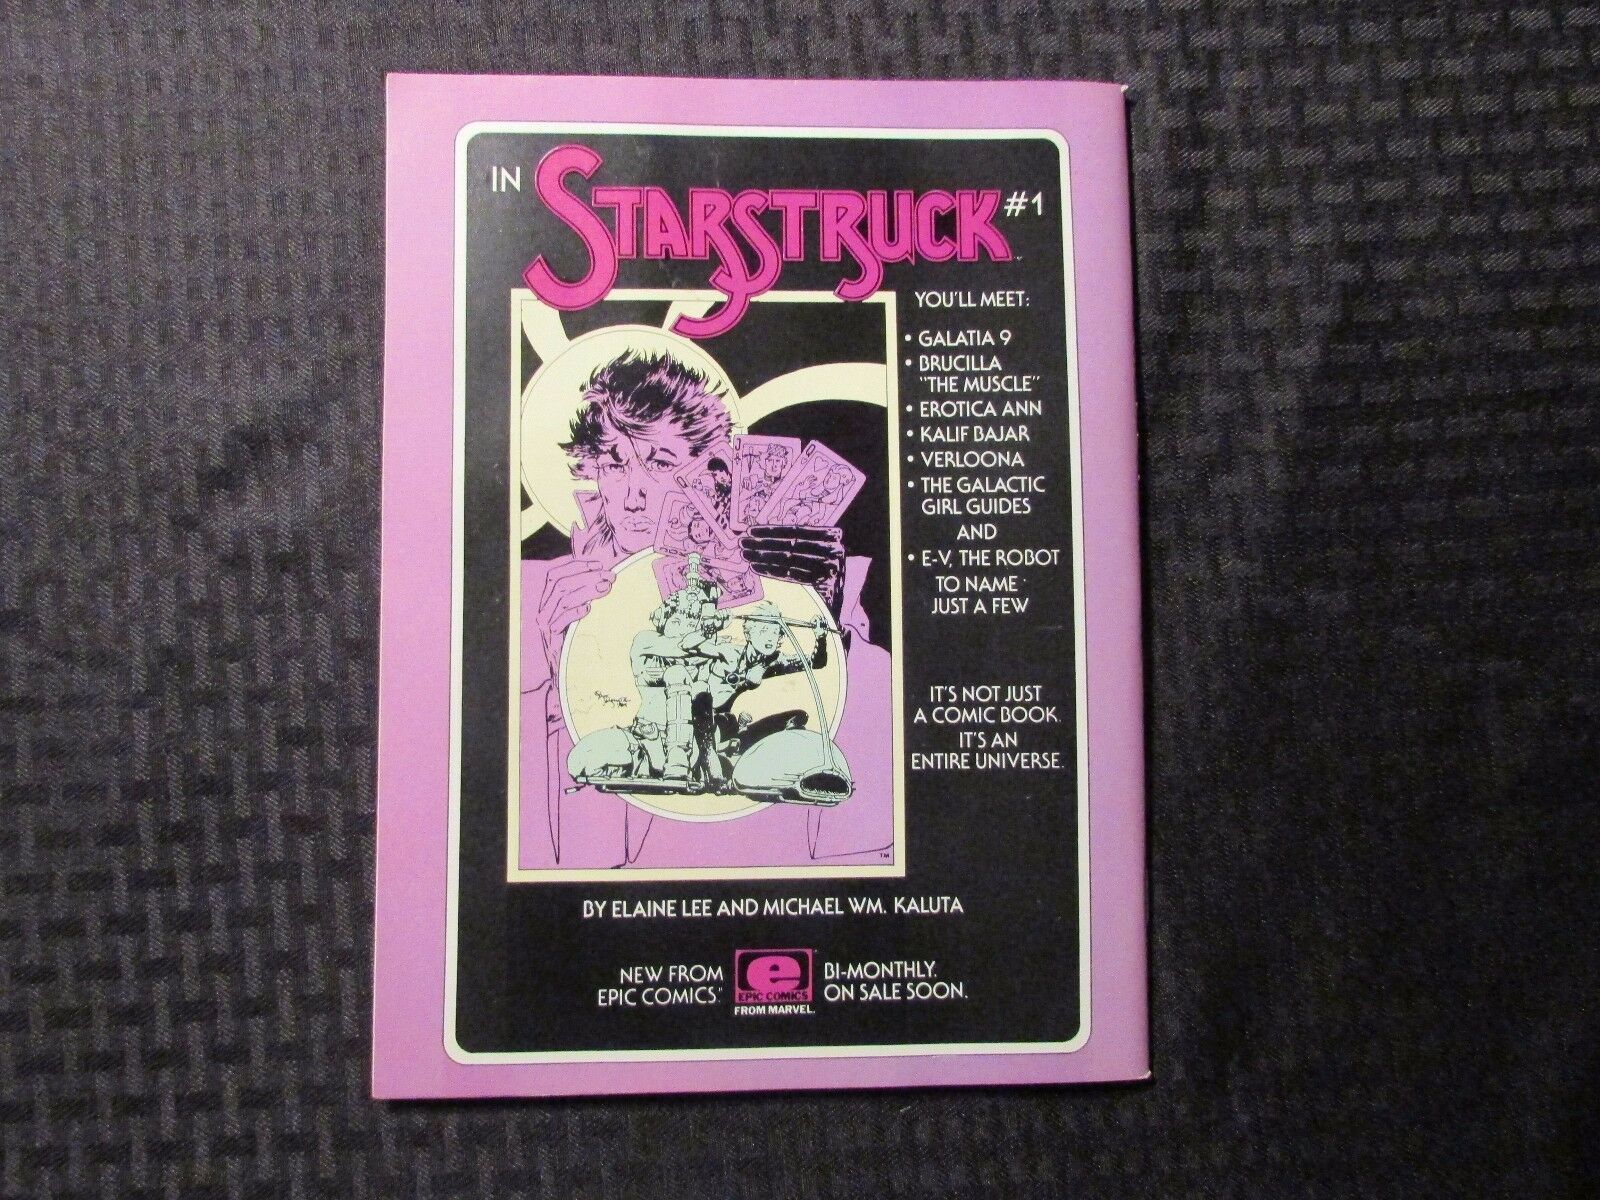 IN STARSTRUCK #1
YOU'LL MEET:
• GALATIA 9
• BRUCILLA
"THE MUSCLE"
• EROTICA ANN
• KALIF BAJAR
• VERLOONA
• THE GALACTIC
GIRL GUIDES
AND
• E-V, THE ROBOT
TO NAME
JUST A FEW
IT'S NOT JUST
A COMIC BOOK.
IT'S AN
ENTIRE UNIVERSE.
TM
BY ELAINE LEE AND MICHAEL WM. KALUTA
NEW FROM
EPIC COMICS
e
EPIC COMICS
FROM MARVEL.
BI-MONTHLY.
ON SALE SOON.